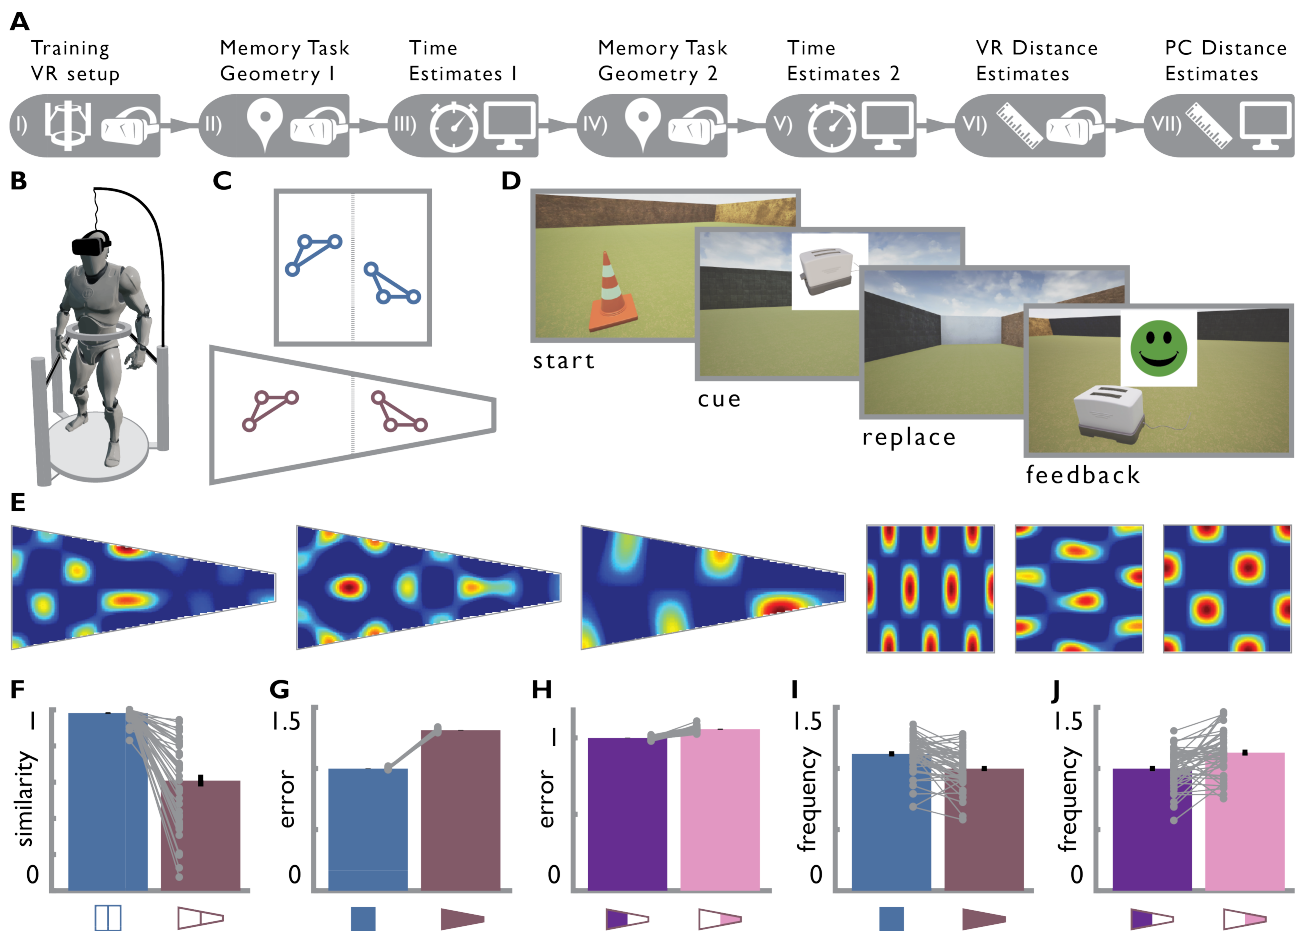 A
Training
VR setup
Memory Task
Geometry 1
Time
Estimates 1
Memory Task
Geometry 2
Time
Estimates 2
VR Distance
Estimates
PC Distance
Estimates
I)
II)
III)
IV)
V)
VI)
VII)
B
C
D
start
cue
replace
feedback
E
F
1
similarity
0
G
1.5
error
0
H
1
error
0
I
1.5
frequency
0
J
1.5
frequency
0